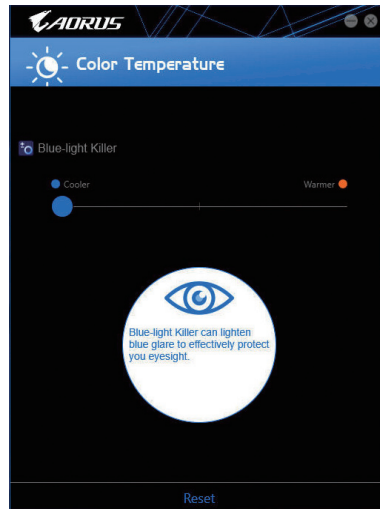 AORUS
Color Temperature
Blue-light Killer
Cooler Warmer
Blue-light Killer can lighten
blue glare to effectively protect
you eyesight.
Reset